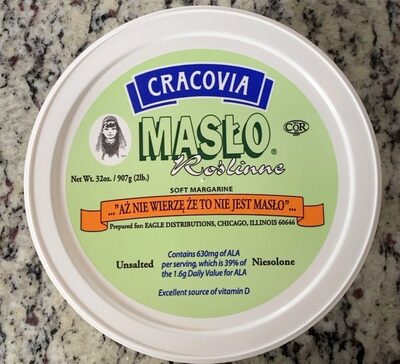 CRACOVIA
MASŁO®
Roślinne
COR
Net Wt. 32oz. / 907g (2lb.)
SOFT MARGARINE
..."AŻ NIE WIERZĘ ŻE TO NIE JEST MASŁO"...
Prepared for: EAGLE DISTRIBUTIONS, CHICAGO, ILLINOIS 60646
Contains 630mg of ALA
Unsalted per serving, which is 39% of Niesolone
the 1.6g Daily Value for ALA
Excellent source of vitamin D